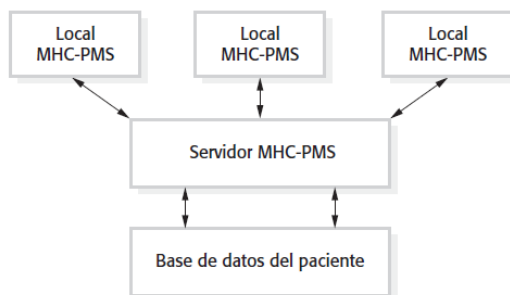 Local
MHC-PMS
Local
MHC-PMS
Local
MHC-PMS
Servidor MHC-PMS
Base de datos del paciente